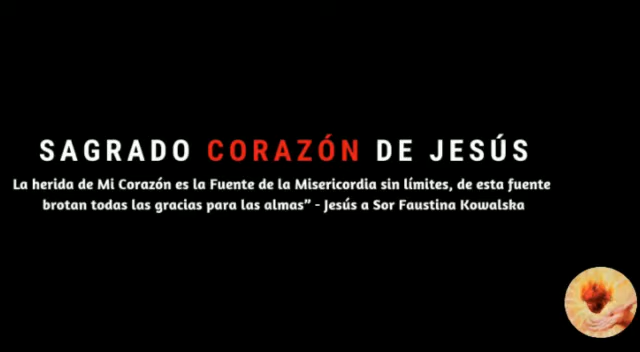 SAGRADO CORAZÓN DE JESÚS
La herida de Mi Corazón es la Fuente de la Misericordia sin límites, de esta fuente
brotan todas las gracias para las almas” - Jesús a Sor Faustina Kowalska